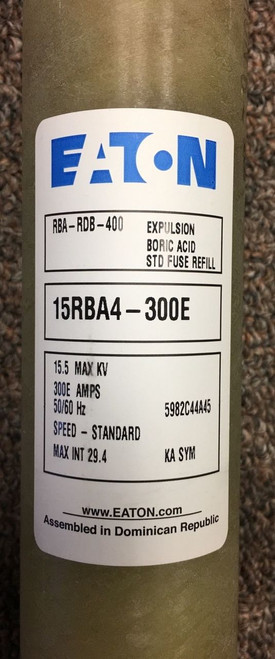 EATON
RBA-RDB-400 EXPULSION
BORIC ACID
STD FUSE REFILL
15RBA4-300E
15.5 MAX KV
300E AMPS
50/60 Hz 5982C44A45
SPEED - STANDARD
MAX INT 29.4 KA SYM
www.EATON.com
Assembled in Dominican Republic